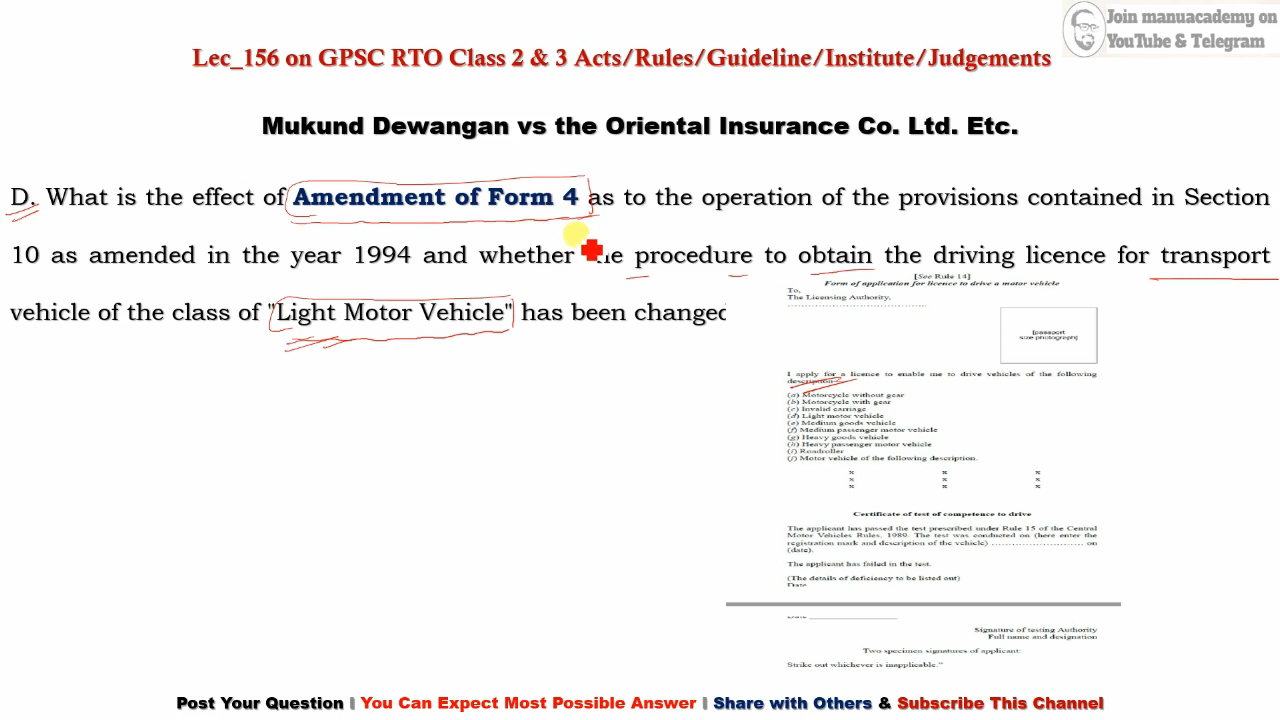 Join manuacademy on
YouTube & Telegram
Lec_156 on GPSC RTO Class 2 & 3 Acts/Rules/Guideline/Institute/Judgements
Mukund Dewangan vs the Oriental Insurance Co. Ltd. Etc.
D. What is the effect of Amendment of Form 4 as to the operation of the provisions contained in Section
10 as amended in the year 1994 and whether procedure to obtain the driving licence for transport
vehicle of the class of "Light Motor Vehicle" has been changed
[See Rule 14]
Form of application for licence to drive a motor vehicle
To,
The Licensing Authority,
[passport
size photograph]
I apply for a licence to enable me to drive vehicles of the following
description:
(a) Motorcycle without gear
(b) Motorcycle with gear
(c) Invalid carriage
(d) Light motor vehicle
(e) Medium goods vehicle
(f) Medium passenger motor vehicle
(g) Heavy goods vehicle
(h) Heavy passenger motor vehicle
(i) Roadroller
(j) Motor vehicle of the following description.
x x x
x x x
x x x
Certificate of test of competence to drive
The applicant has passed the test prescribed under Rule 15 of the Central
Motor Vehicles Rules, 1989. The test was conducted on (here enter the
registration mark and description of the vehicle) ........................... on
(date).
The applicant has failed in the test.
(The details of deficiency to be listed out)
Date
Signature of testing Authority
Full name and designation
Two specimen signatures of applicant:
Strike out whichever is inapplicable."
Post Your Question | You Can Expect Most Possible Answer | Share with Others & Subscribe This Channel